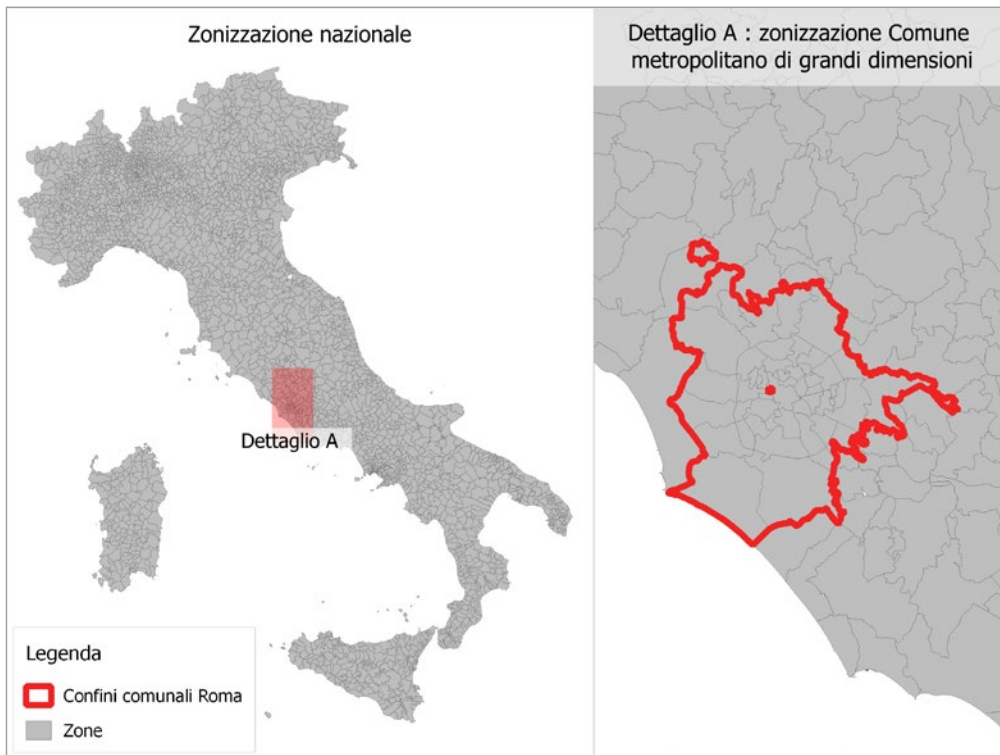 Zonizzazione nazionale
Dettaglio A
Legenda
Confini comunali Roma
Zone
Dettaglio A : zonizzazione Comune
metropolitano di grandi dimensioni